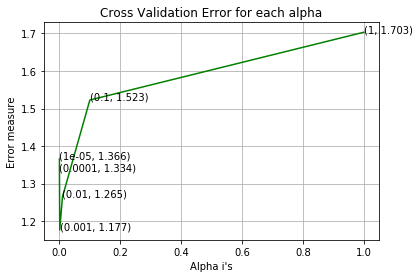 Cross Validation Error for each alpha
1.7
1.6
1.5
1.4
1.3
1.2
Error measure
(1, 1.703)
(0.1, 1.523)
(1e-05, 1.366)
(0.0001, 1.334)
(0.01, 1.265)
(0.001, 1.177)
0.0 0.2 0.4 0.6 0.8 1.0
Alpha i's